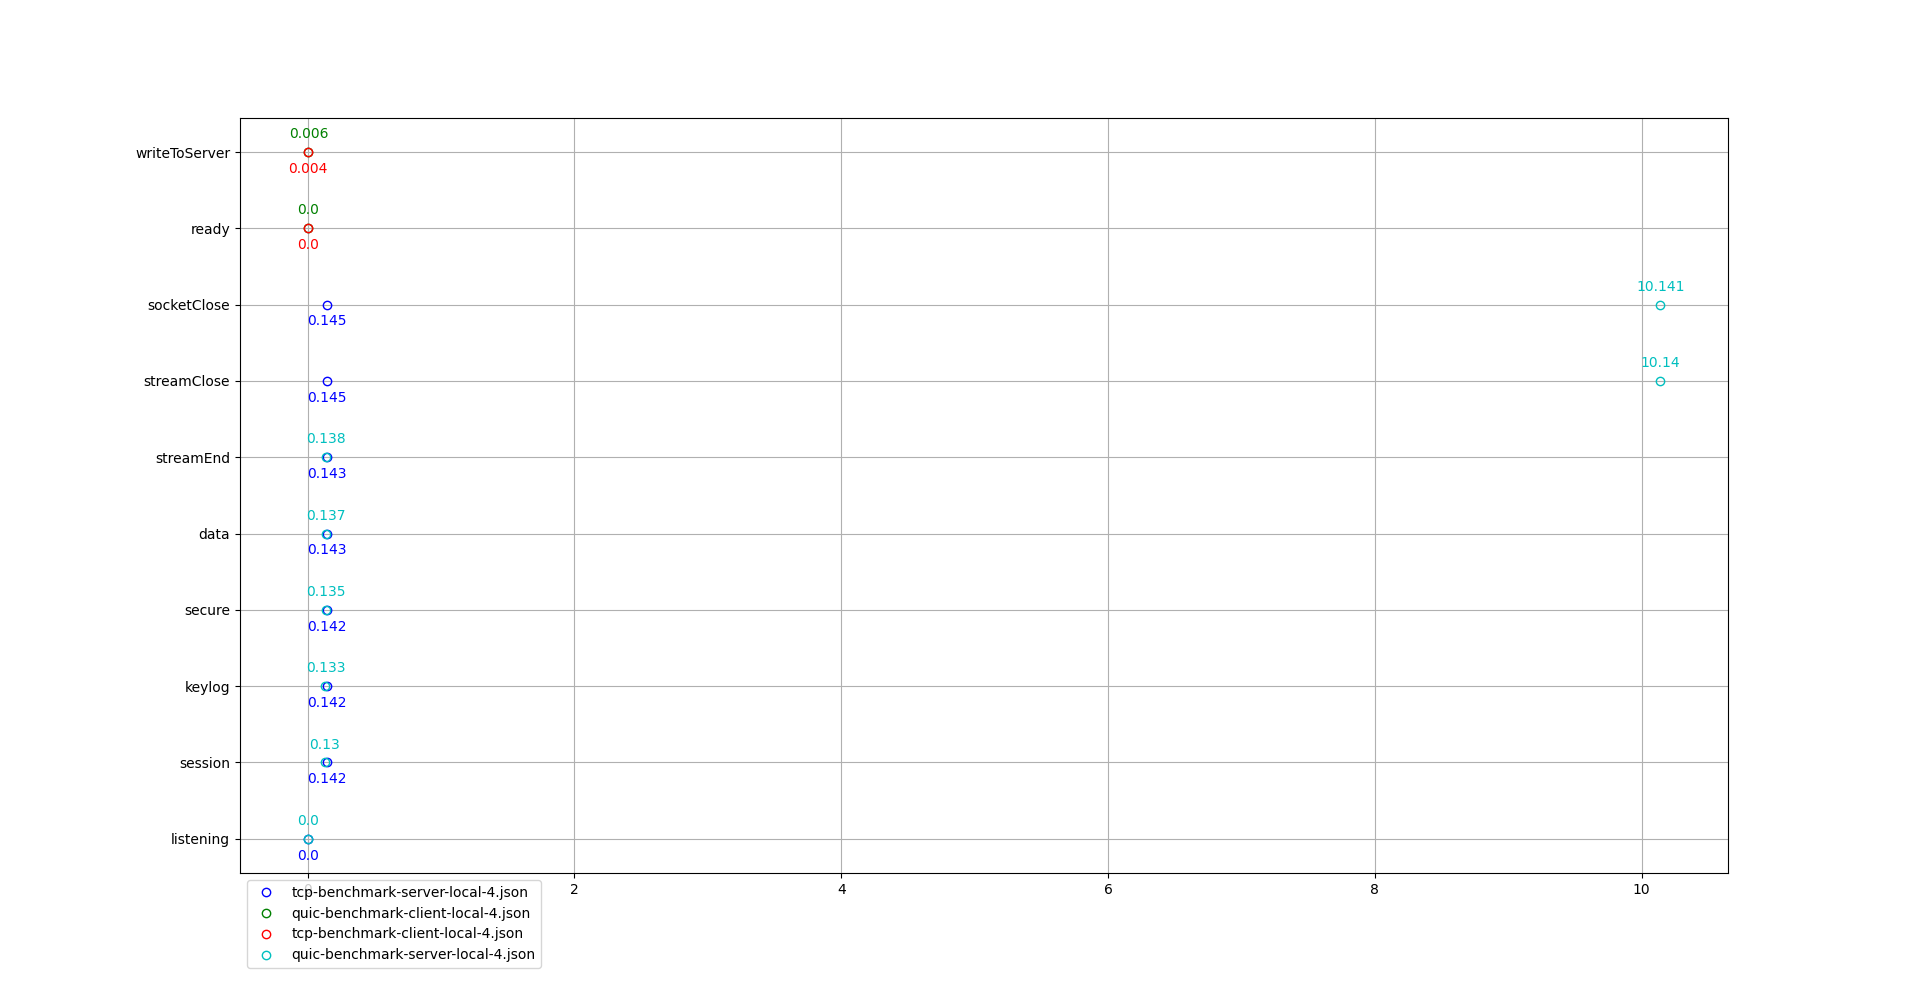 0.006
writeToServer
0.004
0.0
ready
0.0
10.141
socketClose
0.145
10.14
streamClose
0.145
0.138
streamEnd
0.143
0.137
data
0.143
0.135
secure
0.142
0.133
keylog
0.142
0.13
session
0.142
0.0
listening
0.0
0 2 4 6 8 10
tcp-benchmark-server-local-4.json
quic-benchmark-client-local-4.json
tcp-benchmark-client-local-4.json
quic-benchmark-server-local-4.json